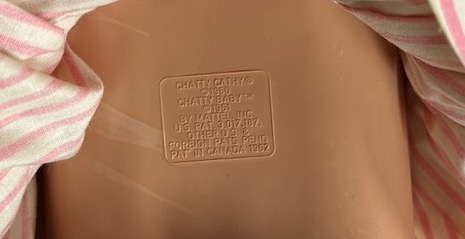 CHATTY CATHY®
©1960
CHATTY BABY™
©1961
BY MATTEL INC.
U.S. PAT. 3,017,187
OTHER U.S. &
FOREIGN PATS. PEND.
PAT. IN CANADA 1962